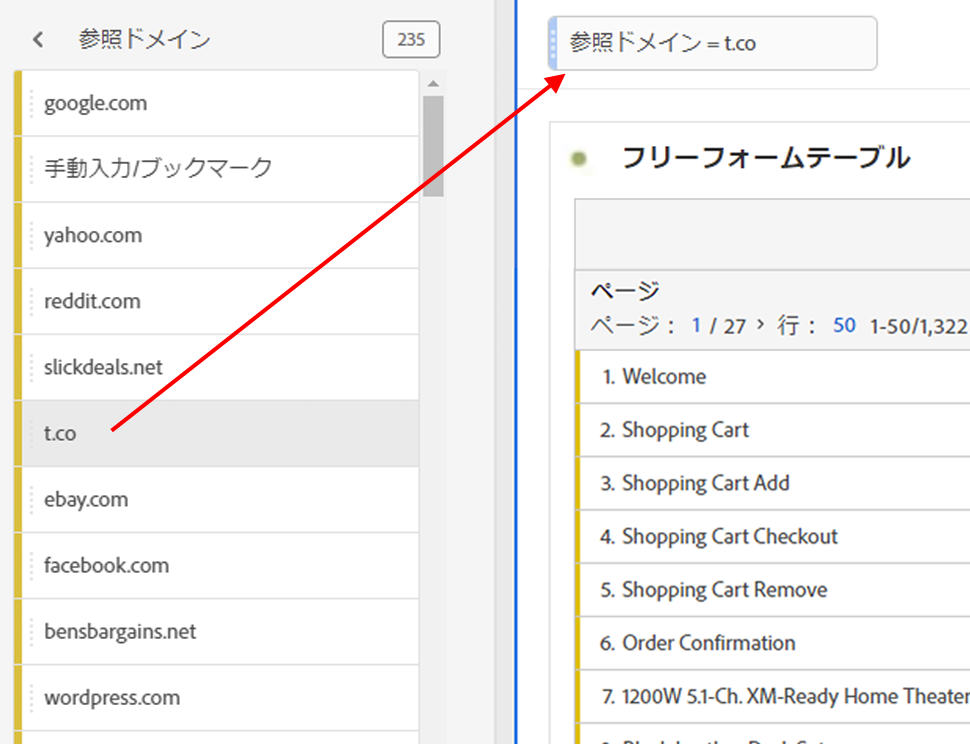 参照ドメイン
235
google.com
手動入力/ブックマーク
yahoo.com
reddit.com
slickdeals.net
t.co
ebay.com
facebook.com
bensbargains.net
wordpress.com
参照ドメイン = t.co
フリーフォームテーブル
ページ
ページ： 1 / 27 > 行： 50 1-50/1,322
1. Welcome
2. Shopping Cart
3. Shopping Cart Add
4. Shopping Cart Checkout
5. Shopping Cart Remove
6. Order Confirmation
7. 1200W 5.1-Ch. XM-Ready Home Theater